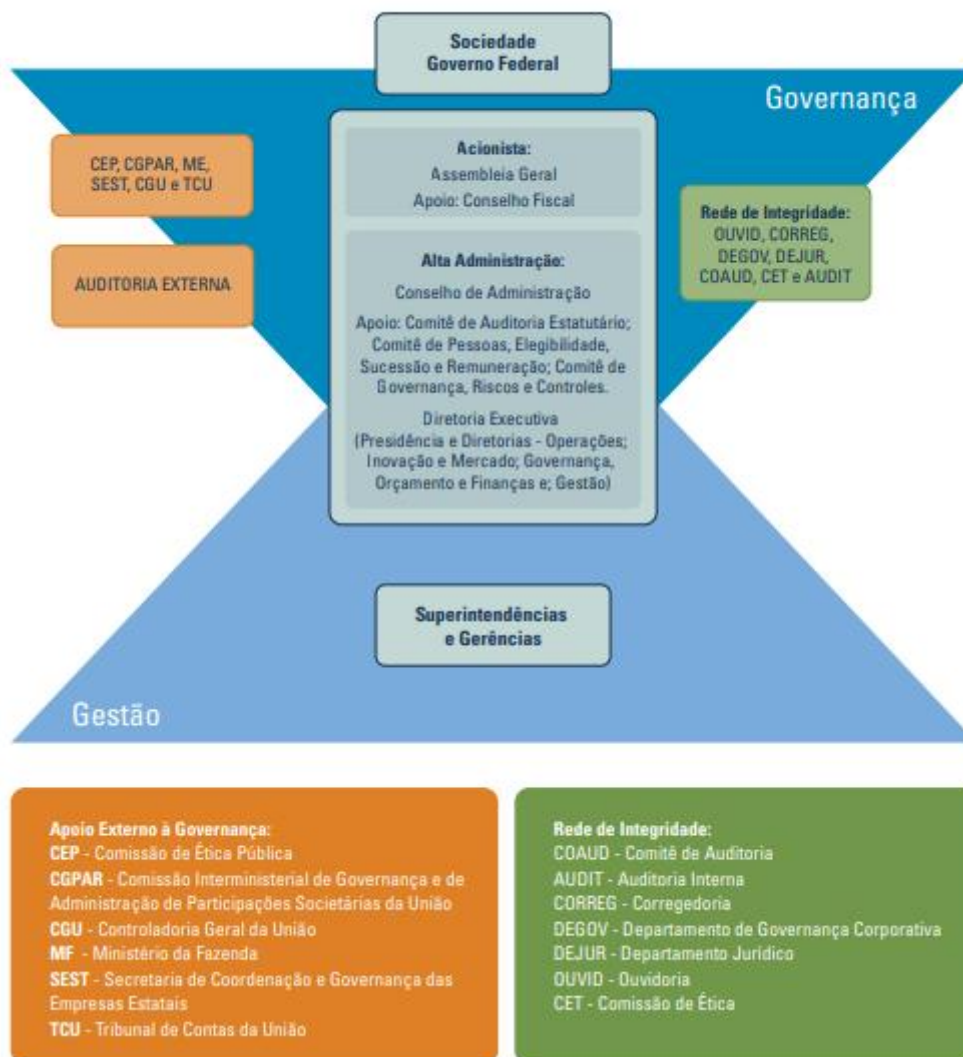 Sociedade
Governo Federal
Governança
CEP, CGPAR, ME,
SEST, CGU e TCU
AUDITORIA EXTERNA
Acionista:
Assembleia Geral
Apoio: Conselho Fiscal
Alta Administração:
Conselho de Administração
Apoio: Comitê de Auditoria Estatutário;
Comitê de Pessoas, Elegibilidade,
Sucessão e Remuneração; Comitê de
Governança, Riscos e Controles.
Diretoria Executiva
(Presidência e Diretorias - Operações;
Inovação e Mercado; Governança,
Orçamento e Finanças e; Gestão)
Rede de Integridade:
OUVID, CORREG,
DEGOV, DEJUR,
COAUD, CET e AUDIT
Superintendências
e Gerências
Gestão
Apoio Externo à Governança:
CEP - Comissão de Ética Pública
CGPAR - Comissão Interministerial de Governança e de
Administração de Participações Societárias da União
CGU - Controladoria Geral da União
MF - Ministério da Fazenda
SEST - Secretaria de Coordenação e Governança das
Empresas Estatais
TCU - Tribunal de Contas da União
Rede de Integridade:
COAUD - Comitê de Auditoria
AUDIT - Auditoria Interna
CORREG - Corregedoria
DEGOV - Departamento de Governança Corporativa
DEJUR - Departamento Jurídico
OUVID - Ouvidoria
CET - Comissão de Ética